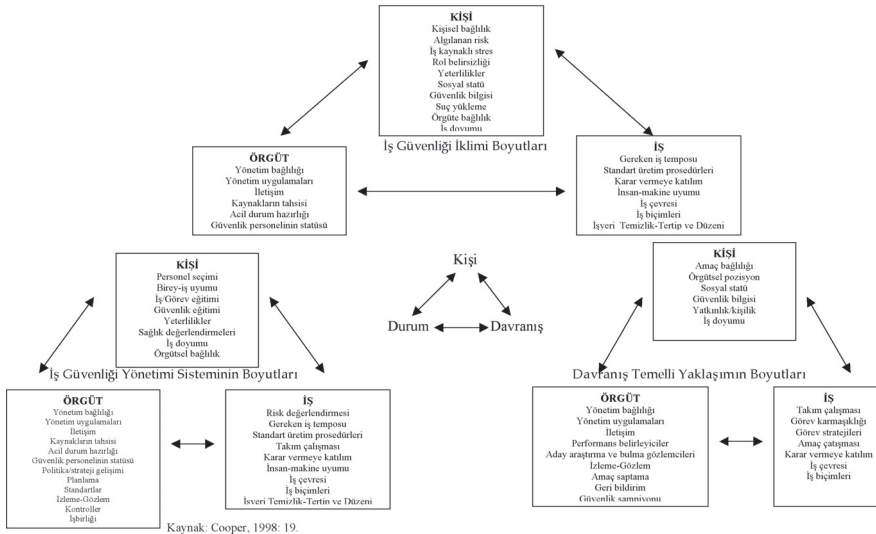 KİŞİ
Kişisel bağlılık
Algılanan risk
İş kaynaklı stres
Rol belirsizliği
Yeterlilikler
Sosyal statü
Güvenlik bilgisi
Suç yükleme
Örgüte bağlılık
İş doyumu
İş Güvenliği İklimi Boyutları
ÖRGÜT
Yönetim bağlılığı
Yönetim uygulamaları
İletişim
Kaynakların tahsisi
Acil durum hazırlığı
Güvenlik personelinin statüsü
İŞ
Gereken iş temposu
Standart üretim prosedürleri
Karar vermeye katılım
İnsan-makine uyumu
İş çevresi
İş biçimleri
İşyeri Temizlik-Tertip ve Düzeni
KİŞİ
Personel seçimi
Birey-iş uyumu
İş/Görev eğitimi
Güvenlik eğitimi
Yeterlilikler
Sağlık değerlendirmeleri
İş doyumu
Örgütsel bağlılık
İş Güvenliği Yönetimi Sisteminin Boyutları
ÖRGÜT
Yönetim bağlılığı
Yönetim uygulamaları
İletişim
Kaynakların tahsisi
Acil durum hazırlığı
Güvenlik personelinin statüsü
Politika/strateji gelişimi
Planlama
Standartlar
İzleme-Gözlem
Kontroller
İşbirliği
İŞ
Risk değerlendirmesi
Gereken iş temposu
Standart üretim prosedürleri
Takım çalışması
Karar vermeye katılım
İnsan-makine uyumu
İş çevresi
İş biçimleri
İşyeri Temizlik-Tertip ve Düzeni
Kişi
Durum
Davranış
KİŞİ
Amaç bağlılığı
Örgütsel pozisyon
Sosyal statü
Güvenlik bilgisi
Yatkınlık/kişilik
İş doyumu
Davranış Temelli Yaklaşımın Boyutları
ÖRGÜT
Yönetim bağlılığı
Yönetim uygulamaları
İletişim
Performans belirleyiciler
Aday araştırma ve bulma gözlemcileri
İzleme-Gözlem
Amaç saptama
Geri bildirim
Güvenlik şampiyonu
İŞ
Takım çalışması
Görev karmaşıklığı
Görev stratejileri
Amaç çatışması
Karar vermeye katılım
İş çevresi
İş biçimleri
Kaynak: Cooper, 1998: 19.